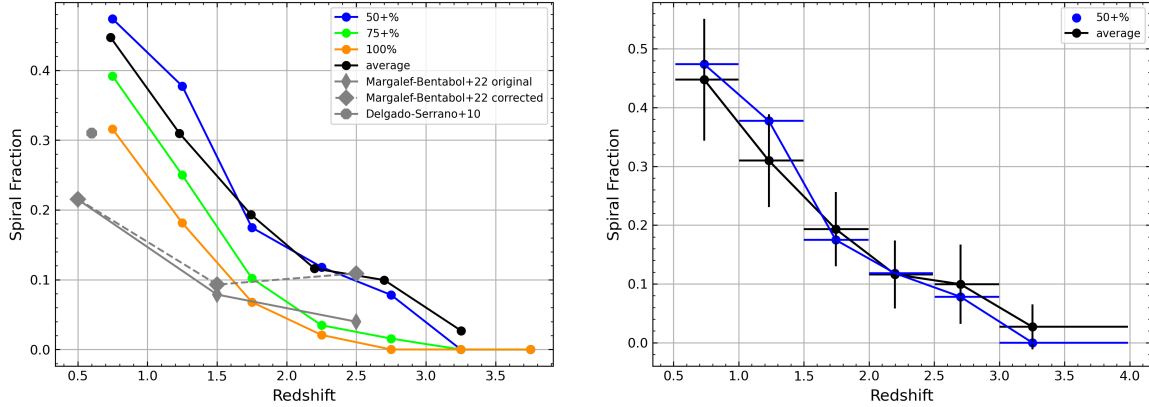 50+%
75+%
100%
average
Margalef-Bentabol+22 original
Margalef-Bentabol+22 corrected
Delgado-Serrano+10
Spiral Fraction
0.4
0.3
0.2
0.1
0.0
0.5 1.0 1.5 2.0 2.5 3.0 3.5
Redshift
50+%
average
Spiral Fraction
0.5
0.4
0.3
0.2
0.1
0.0
0.5 1.0 1.5 2.0 2.5 3.0 3.5 4.0
Redshift